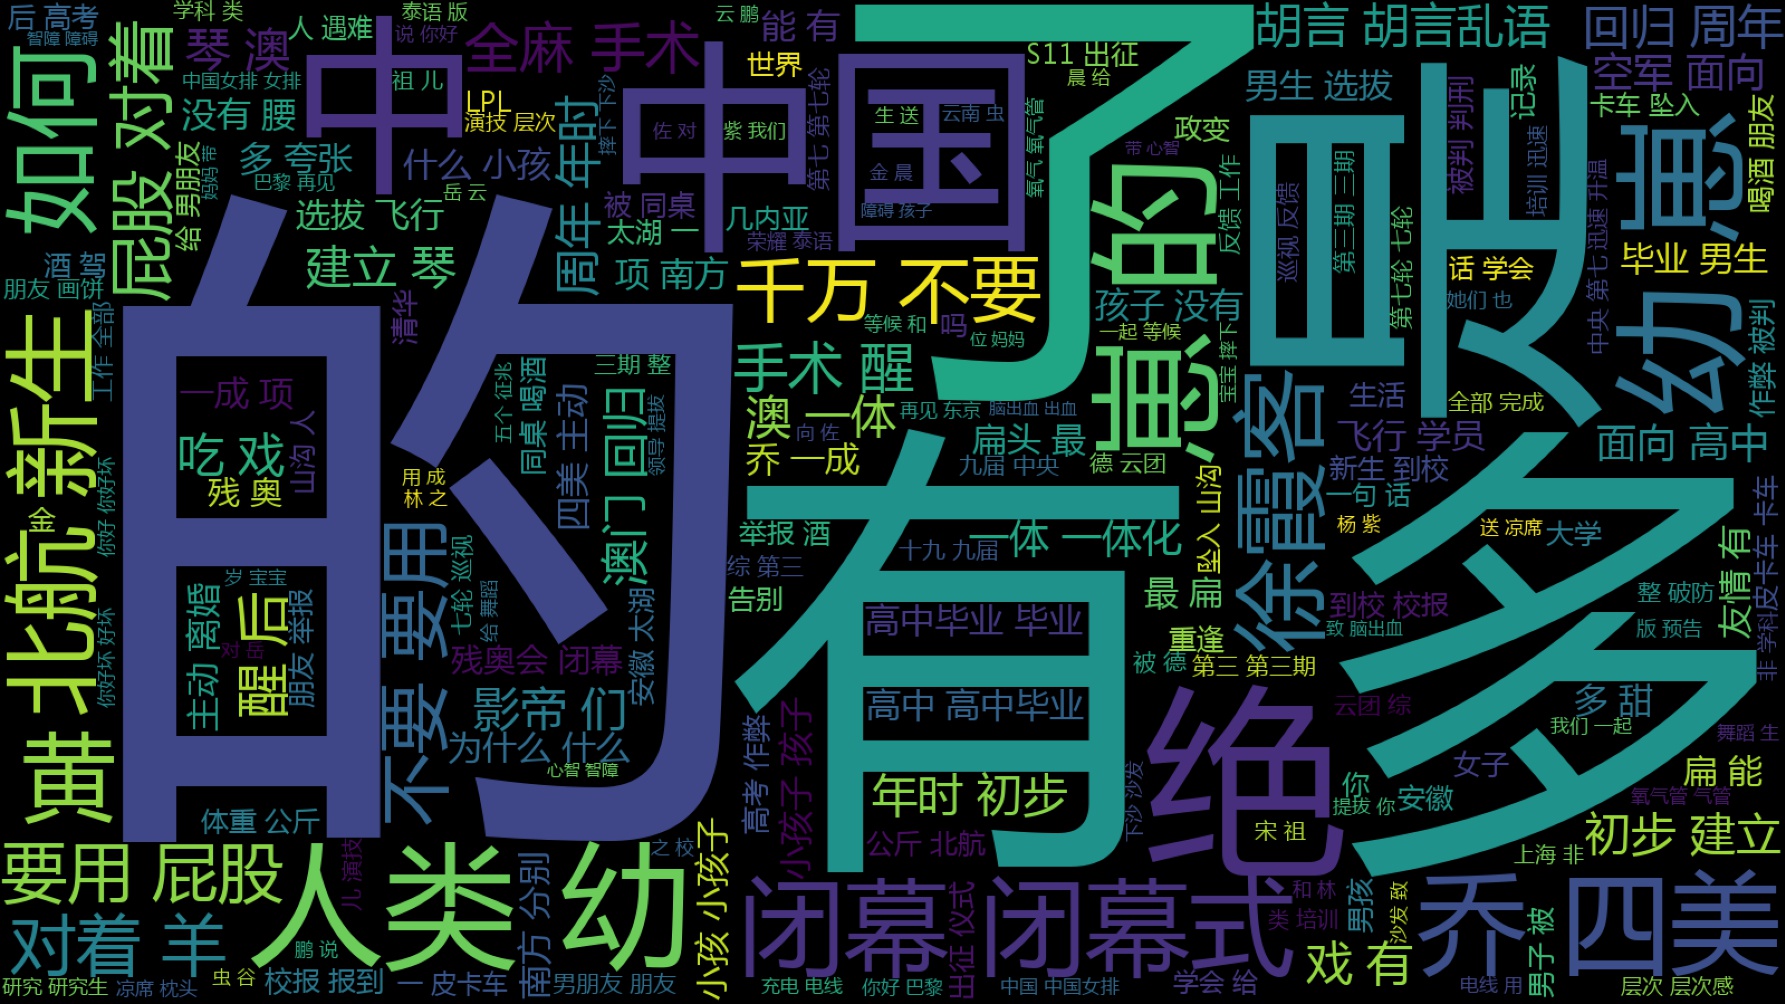 后 高考
智障 障碍
学科 类
泰语 版
人 遇难
说 你好
云 鹏
能 有
胡言 胡言乱语
回归 周年
如何
屁股 对着
琴 澳
中
全麻 手术
中国
了
S11 出征
晨 给
空军 面向
中国女排 女排
祖 儿
世界
男生 选拔
是
被判 判刑
记录
卡车 坠入
没有 腰
LPL
演技 层次
周年 年时
摔下 下沙
佐 对
紫 我们
第七 第七轮
生 送
云南 虫
氧气 氧气管
政变
目
崽
喝酒 朋友
多 夸张
什么 小孩
金 晨
带 心智
的
反馈 工作
巡视 反馈
第三期 二期
培训 迅速
迅速 升温
妈妈 带
给 男朋友
巴黎 再见
岳 云
被 同桌
几内亚
障碍 孩子
选拔 飞行
太湖 一
荣耀 泰语
第七轮 七轮
中央 第七
酒 驾
建立 琴
项 南方
千万 不要
话 学会
毕业 男生
朋友 画饼
清华
的
孩子 没有
她们 也
幼
工作 全部
等候 和
吗
位 妈妈
一起 等候
作弊 被判
新生
三期 整
手术 醒
崽
宝宝 摔下
一成 项
山沟 人
五个 征兆
同桌 喝酒
四美 主动
澳门 回归
领导 提拔
澳 一体
再见 东京
脑出血 出血
向 佐
扁头 最
徐霞客
生活
全部 完成
吃 戏
残 奥
用 成
林 之
乔 一成
九届 中央
德 云团
飞行 学员
面向 高中
金
你好 你好坏
新生 到校
一句 话
坠入 山沟
有
多
杨 紫
送 凉席
大学
皮卡车 卡车
北航
不要 要用
举报 酒
十九 九届
一体 一体化
综 第三
友情 有
岁 宝宝
七轮 巡视
给 舞蹈
告别
最 扁
整 破防
主动 离婚
醒后
朋友 举报
安徽 太湖
高中毕业 毕业
重逢
到校 校报
致 脑出血
版 预告
非 学科
你好坏 好坏
对 岳
残奥会 闭幕
被 德
第三 第三期
黄
影帝 们
高中 高中毕业
绝
云团 综
多 甜
我们 一起
舞蹈 生
为什么 什么
心智 智障
高考 作弊
小孩子 孩子
年时 初步
下沙 沙发
女子
扁 能
你
提拔 你
安徽
氧气管 气管
体重 公斤
公斤 北航
宋 祖
初步 建立
上海 非
要用 屁股
人类
幼
儿 演技
之 校
小孩 小孩子
闭幕 闭幕式
和 林
类 培训
男孩
沙发 致
乔 四美
对着 羊
鹏 说
南方 分别
出征 仪式
戏 有
男子 被
研究 研究生
凉席 枕头
虫 谷
校报 报到
一 皮卡车
男朋友 朋友
充电 电线
你好 巴黎
中国 中国女排
学会 给
电线 用
层次 层次感